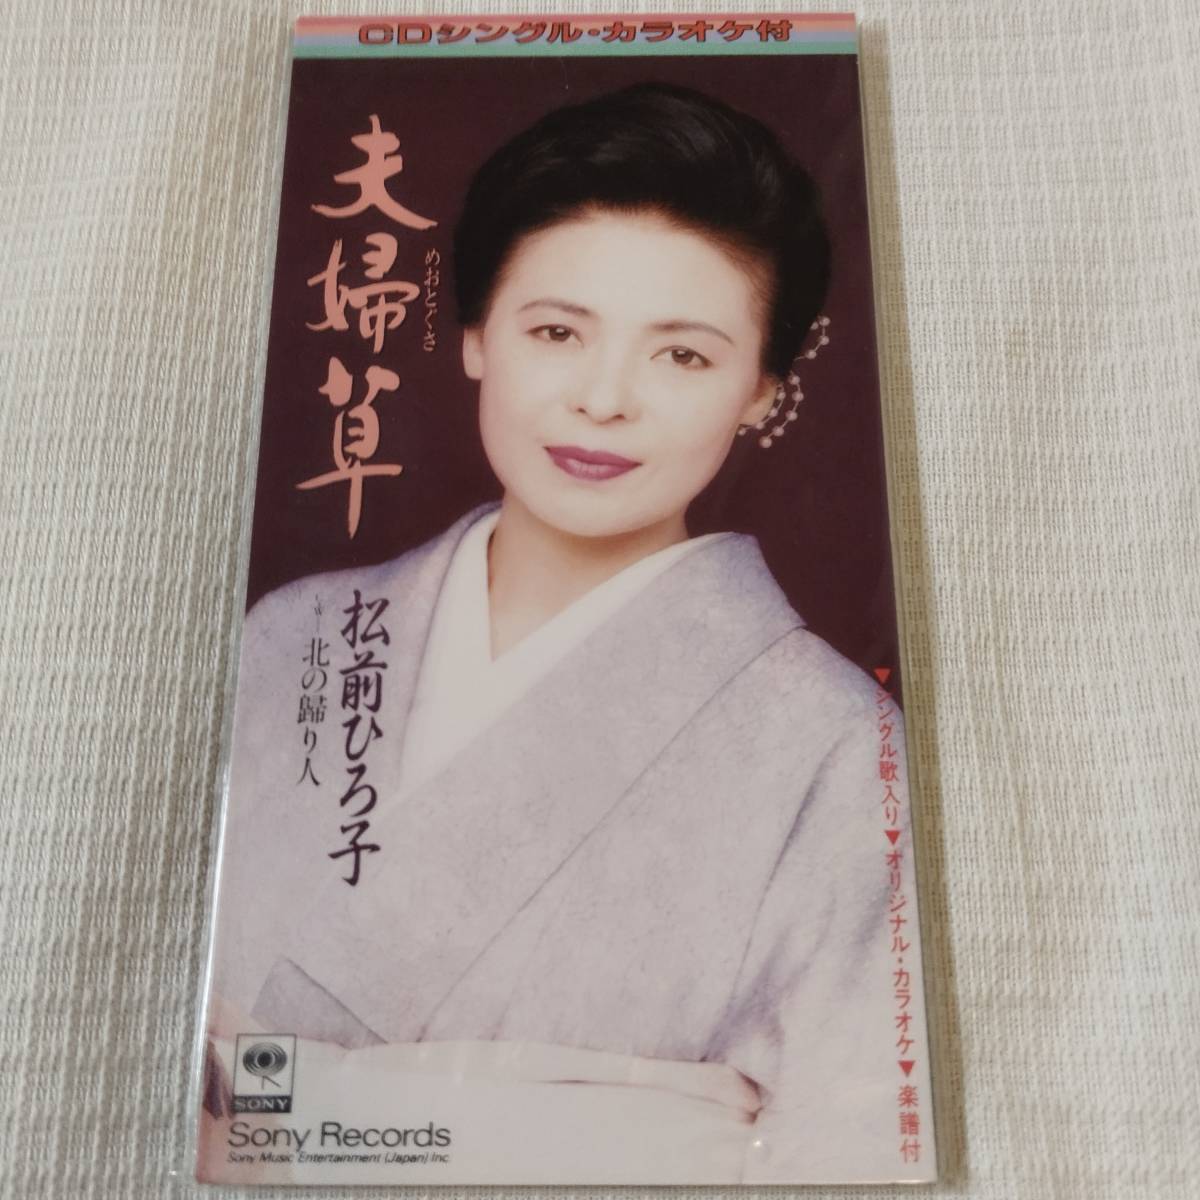 CDシングル・カラオケ付
夫婦草
めおとぐさ
松前ひろ子
C/W―北の歸り人
▼シングル歌入り▼オリジナル・カラオケ▼楽譜付
SONY
Sony Records
Sony Music Entertainment (Japan) Inc.